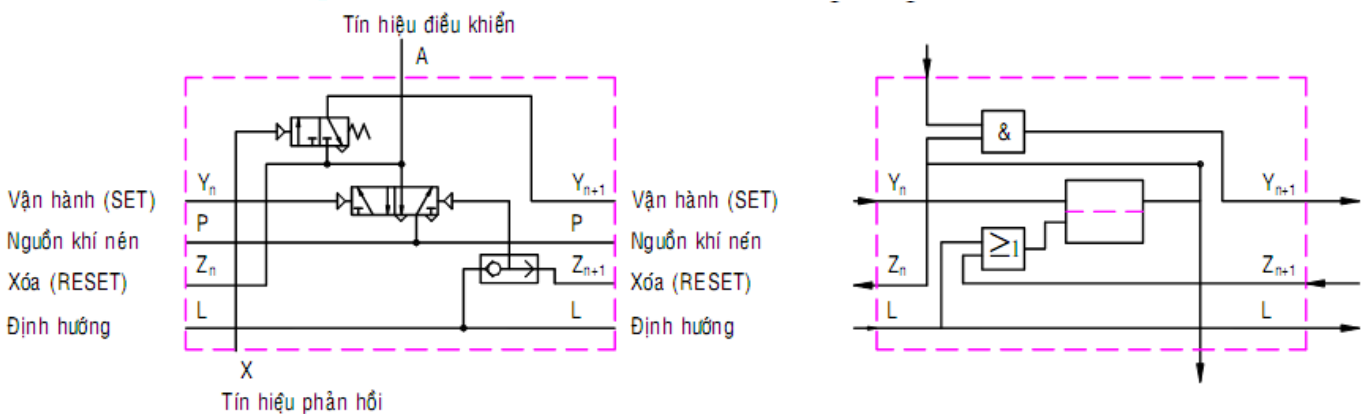 Tín hiệu điều khiển
A
Yₙ
Yₙ₊₁
Vận hành (SET)
Vận hành (SET)
P
P
Nguồn khí nén
Nguồn khí nến
Zₙ
Zₙ₊₁
Xóa (RESET)
Xóa (RESET)
L
L
Định hướng
Định hướng
X
Tín hiệu phản hồi
&
Yₙ
Yₙ₊₁
≥1
Zₙ
Zₙ₊₁
L
L